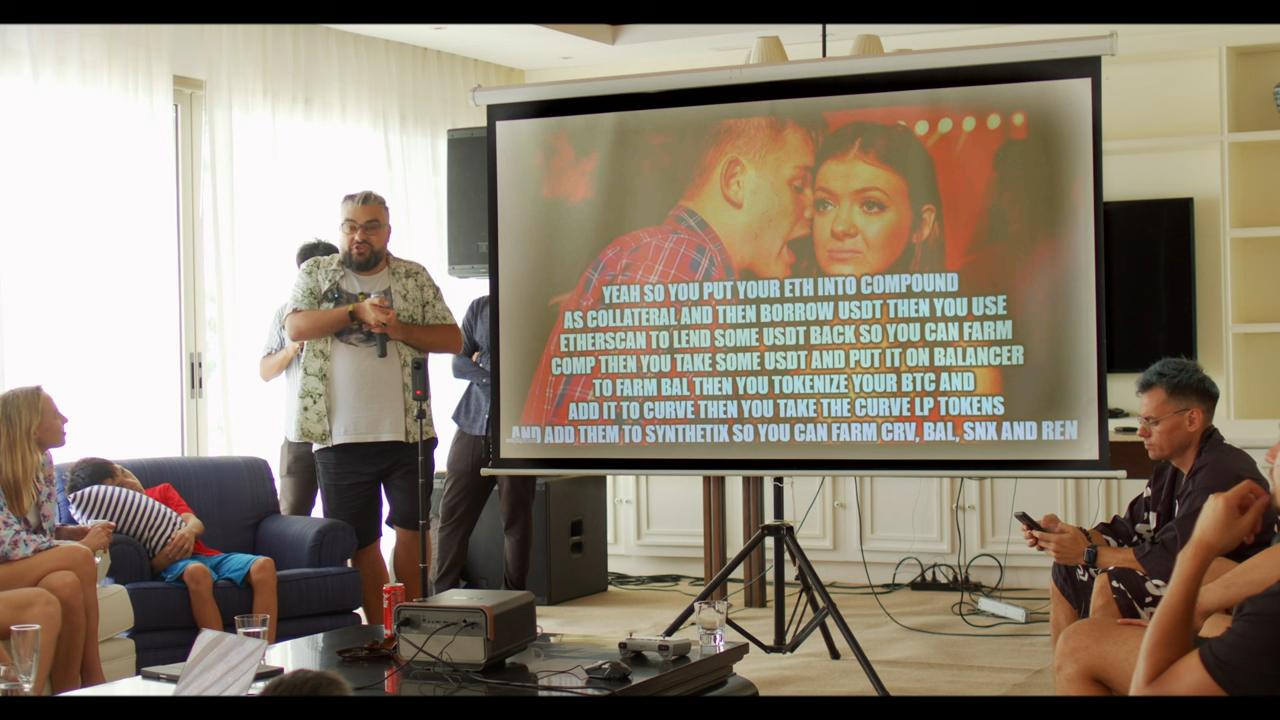 YEAH SO YOU PUT YOUR ETH INTO COMPOUND
AS COLLATERAL AND THEN BORROW USDT THEN YOU USE
ETHERSCAN TO LEND SOME USDT BACK SO YOU CAN FARM
COMP THEN YOU TAKE SOME USDT AND PUT IT ON BALANCER
TO FARM BAL THEN YOU TOKENIZE YOUR BTC AND
ADD IT TO CURVE THEN YOU TAKE THE CURVE LP TOKENS
AND ADD THEM TO SYNTHETIX SO YOU CAN FARM CRV, BAL, SNX AND REN